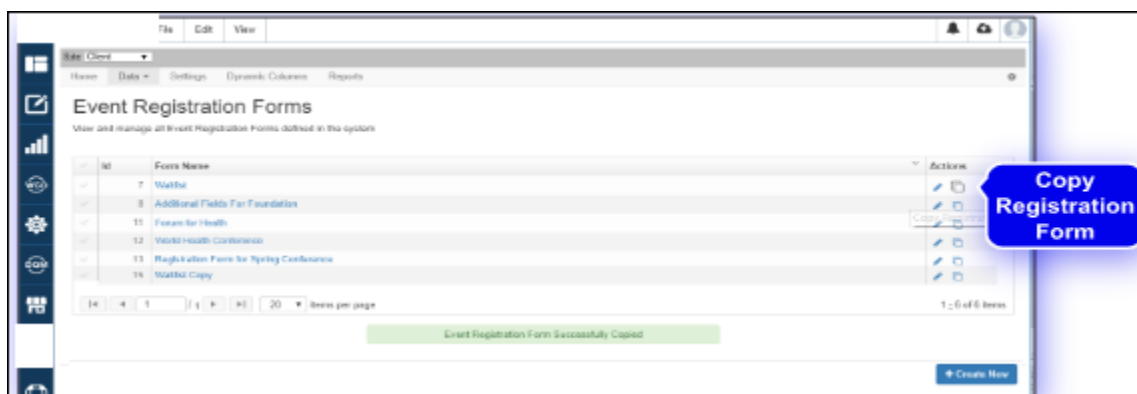 File Edit View
Site: Client
Home Data Settings Dynamic Columns Reports
Event Registration Forms
View and manage all Event Registration Forms defined in the system
Id Form Name Actions
7 Waitlist
8 Additional Fields For Foundation
11 Forum for Health
12 World Health Conference
13 Registration Form for Spring Conference
Waitlist Copy
Copy Registration Form
1 / 1 20 items per page 1 - 6 of 6 items
Event Registration Form Successfully Copied
+ Create New